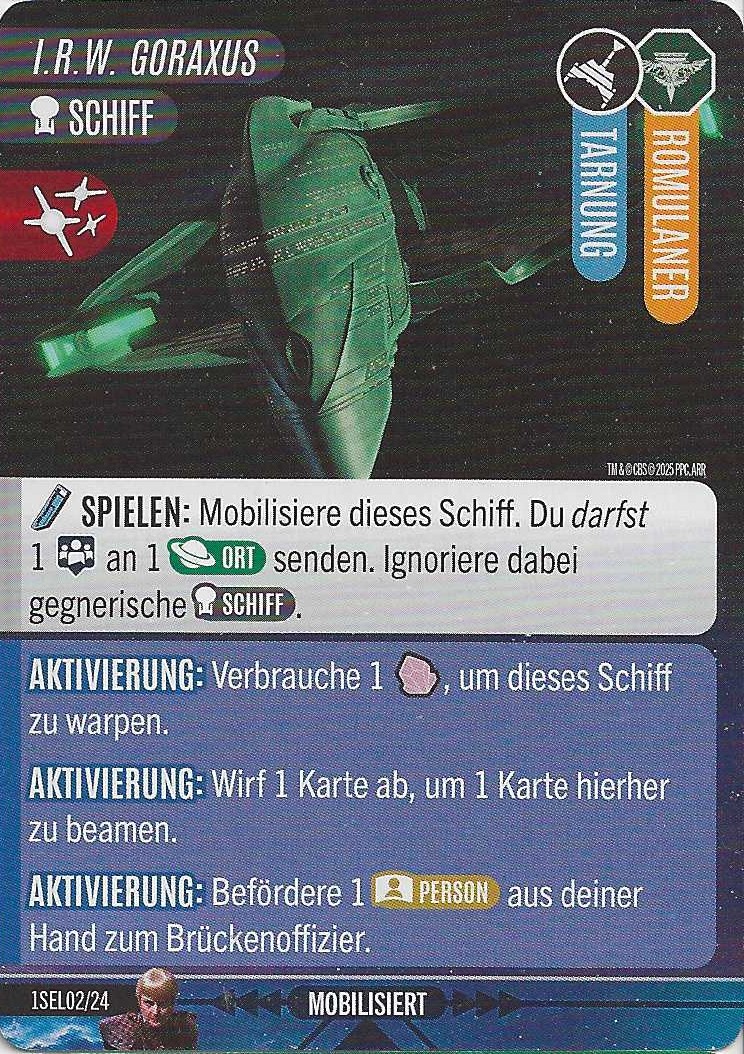 I.R.W. GORAXUS
SCHIFF
TARNUNG
ROMULANER
TM & © CBS © 2025 PPC. ARR
SPIELEN: Mobilisiere dieses Schiff. Du darfst
1 an 1 ORT senden. Ignoriere dabei
gegnerische SCHIFF.
AKTIVIERUNG: Verbrauche 1 , um dieses Schiff
zu warpen.
AKTIVIERUNG: Wirf 1 Karte ab, um 1 Karte hierher
zu beamen.
AKTIVIERUNG: Befördere 1 PERSON aus deiner
Hand zum Brückenoffizier.
1SEL02/24
MOBILISIERT